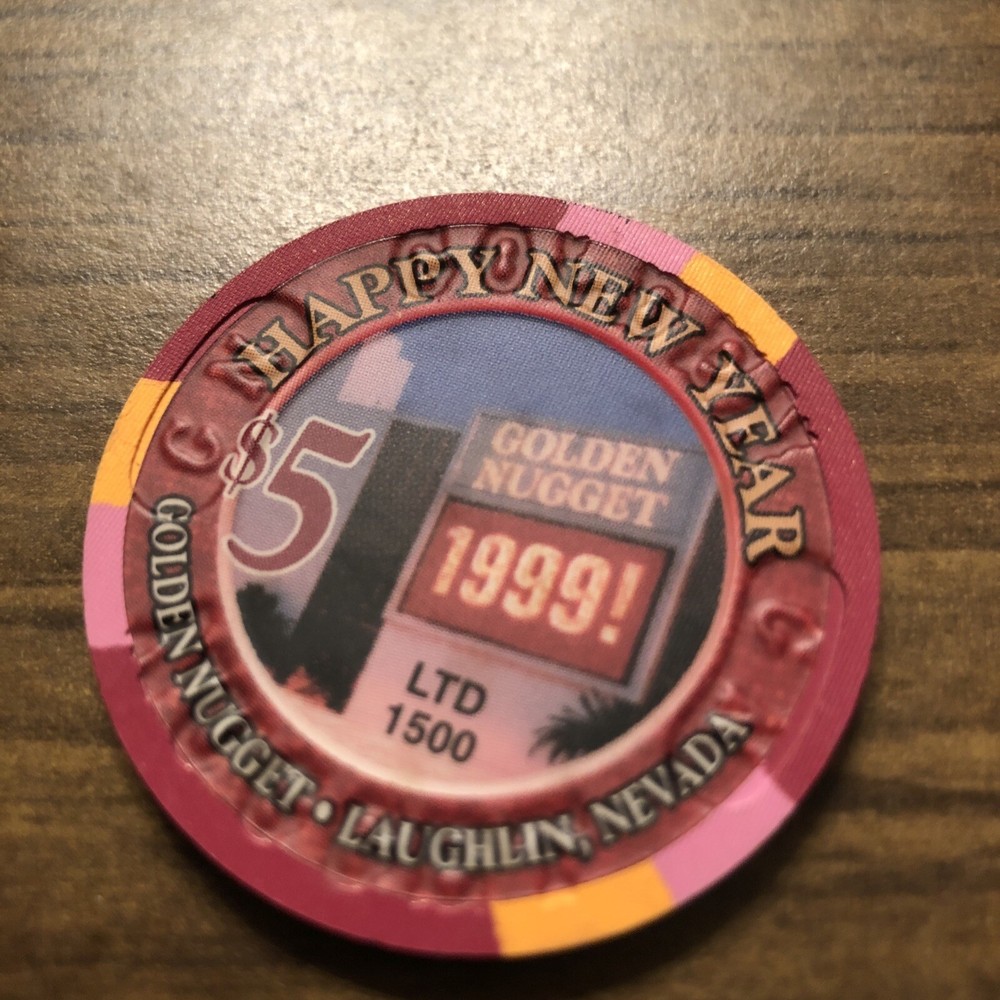 HAPPY NEW YEAR
$5
GOLDEN
NUGGET
1999!
LTD
1500
GOLDEN NUGGET • LAUGHLIN, NEVADA